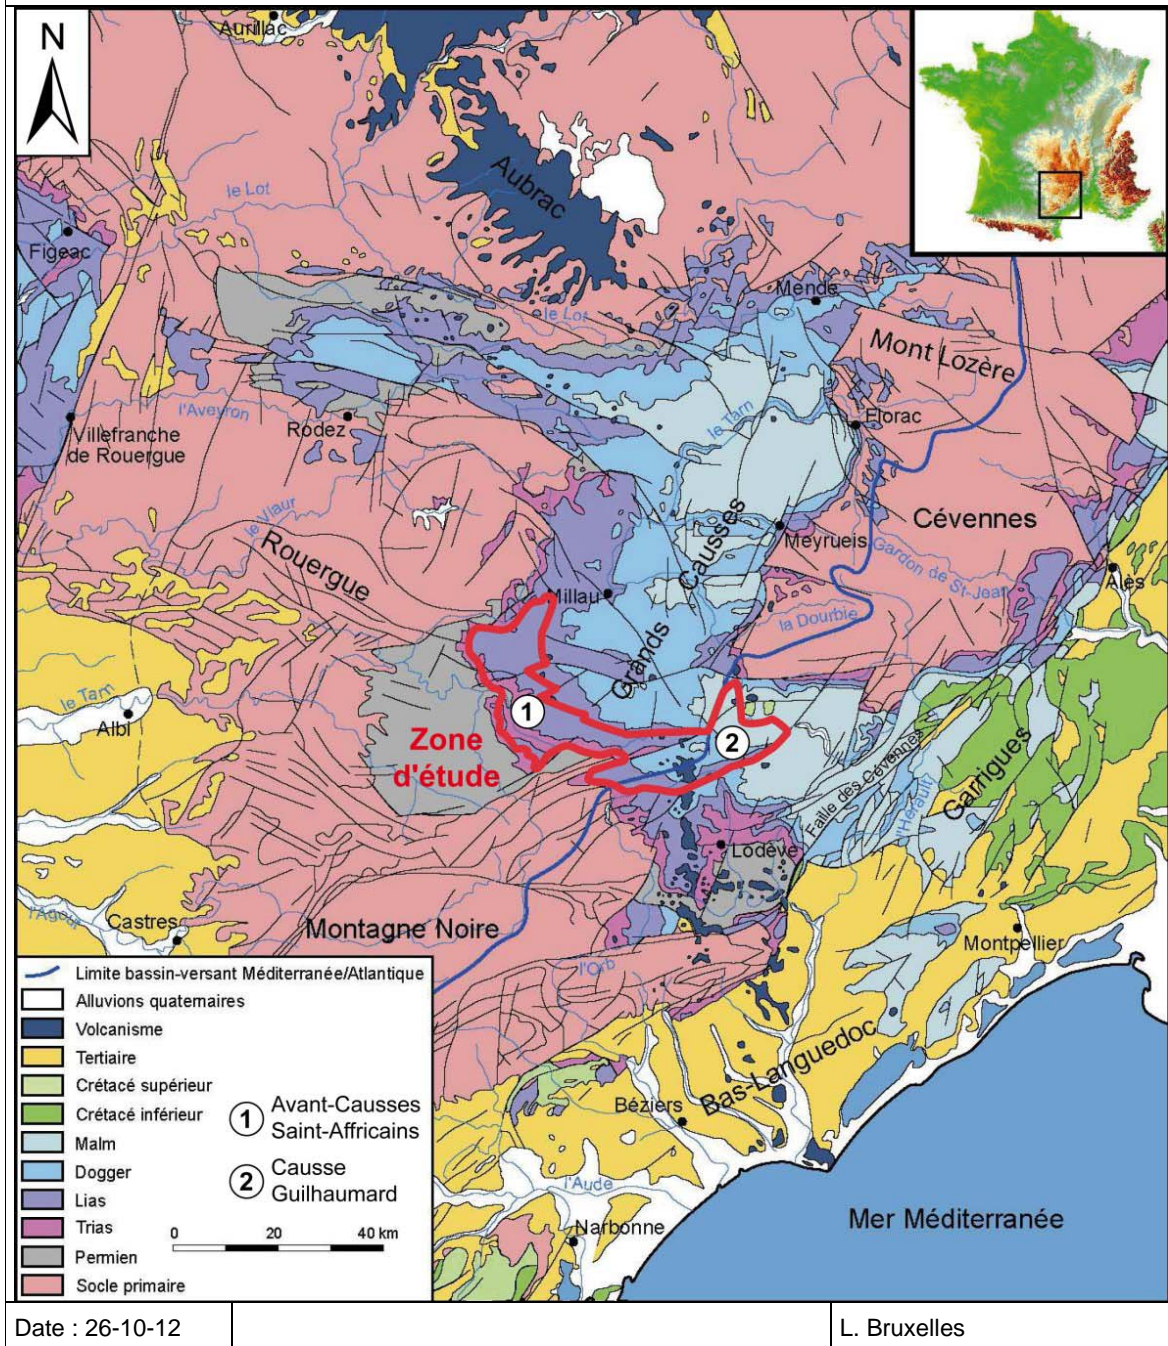 N
Aurillac
Aubrac
le Lot
Figeac
Mende
le Lot
Mont Lozère
l'Aveyron
Rodez
Villefranche
de Rouergue
le Tarn
Florac
Causses
Meyrueis
Cévennes
le Viaur
Rouergue
Gardon de St-Jean
Alès
Millau
la Dourbie
Grands
le Tarn
Albi
1
2
Zone
d'étude
Faille des Cévennes
l'Hérault
Garrigues
Lodève
l'Agout
Castres
Montagne Noire
l'Orb
Montpellier
Bas-Languedoc
Béziers
l'Aude
Narbonne
Mer Méditerranée
Limite bassin-versant Méditerranée/Atlantique
Alluvions quaternaires
Volcanisme
Tertiaire
Crétacé supérieur
Crétacé inférieur
Malm
Dogger
Lias
Trias
Permien
Socle primaire
1 Avant-Causses
Saint-Affricains
2 Causse
Guilhaumard
0 20 40 km
Date : 26-10-12
L. Bruxelles